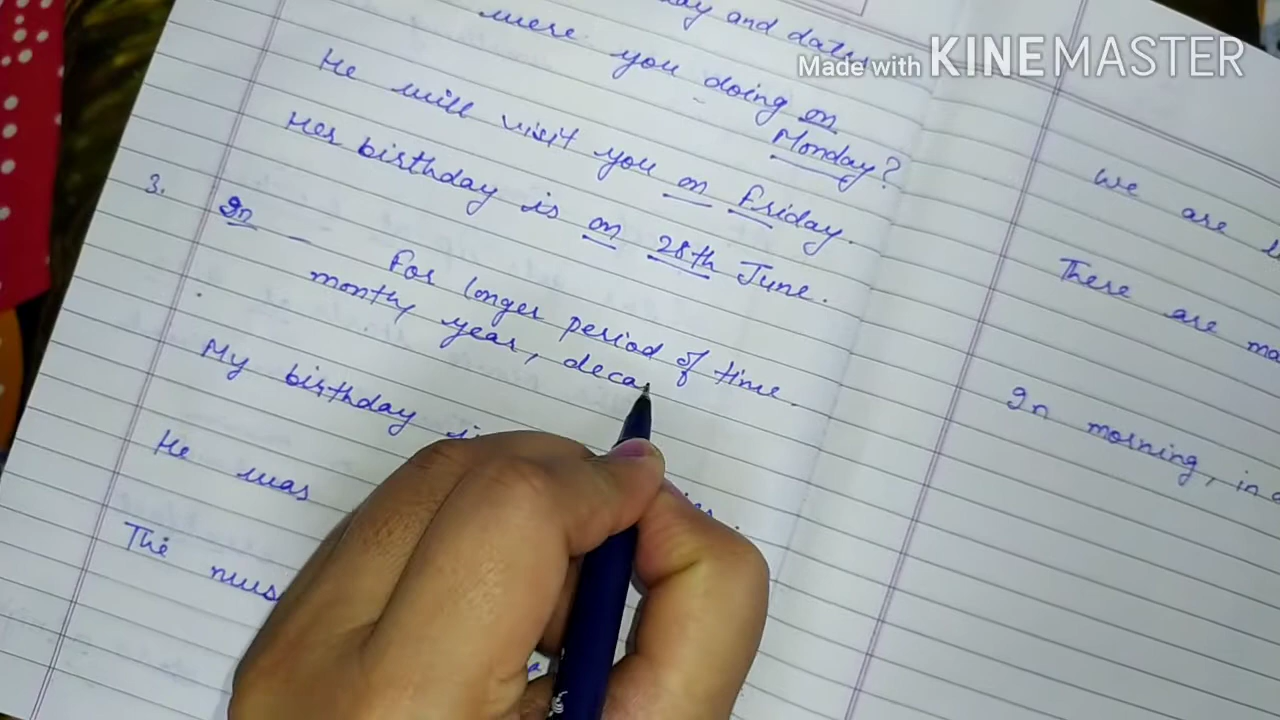 Made with KINEMASTER
day and dates
were you doing on
Monday?
He will visit you on Friday.
Her birthday is on 28th June.
3. In - For longer period of time.
month, year, deca
My birthday
He was
The
We are
There are
In morning, in